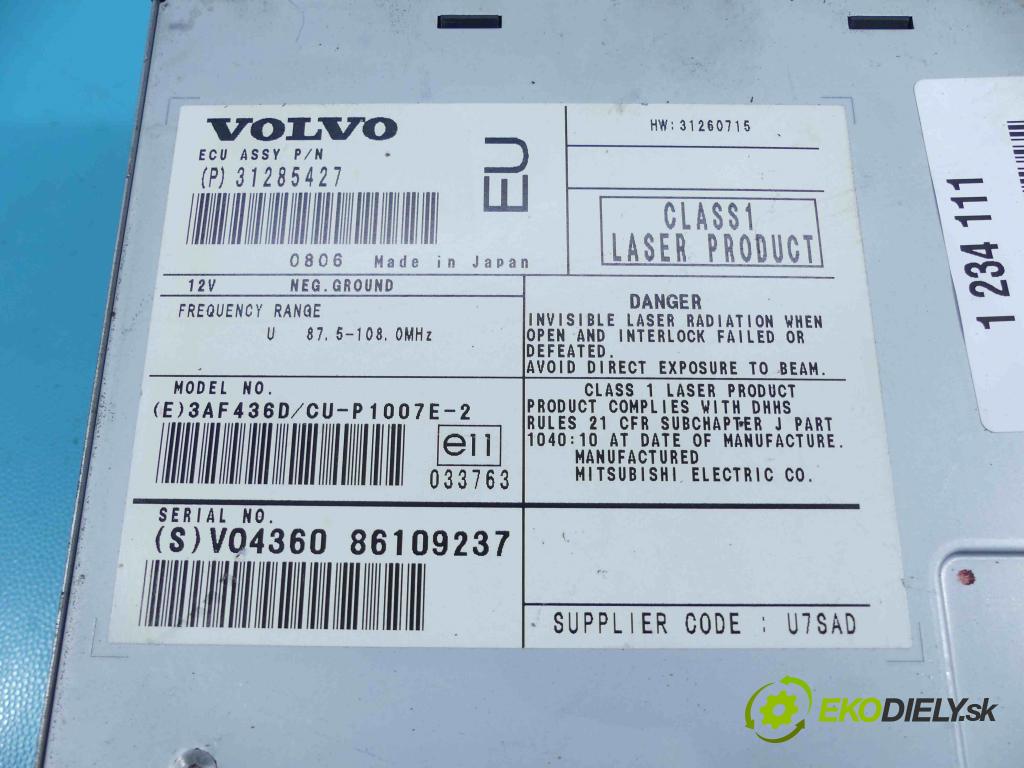 VOLVO
ECU ASSY P/N
(P) 31285427
EU
0806 Made in Japan
HW:31260715
CLASS1
LASER PRODUCT
12V NEG.GROUND
FREQUENCY RANGE
U 87.5-108.0MHz
DANGER
INVISIBLE LASER RADIATION WHEN
OPEN AND INTERLOCK FAILED OR
DEFEATED.
AVOID DIRECT EXPOSURE TO BEAM.
MODEL NO.
(E)3AF436D/CU-P1007E-2
e11
033763
CLASS 1 LASER PRODUCT
PRODUCT COMPLIES WITH DHHS
RULES 21 CFR SUBCHAPTER J PART
1040:10 AT DATE OF MANUFACTURE.
MANUFACTURED
MITSUBISHI ELECTRIC CO.
SERIAL NO.
(S)VO4360 86109237
SUPPLIER CODE : U7SAD
1 234 111
EKODIELY.sk